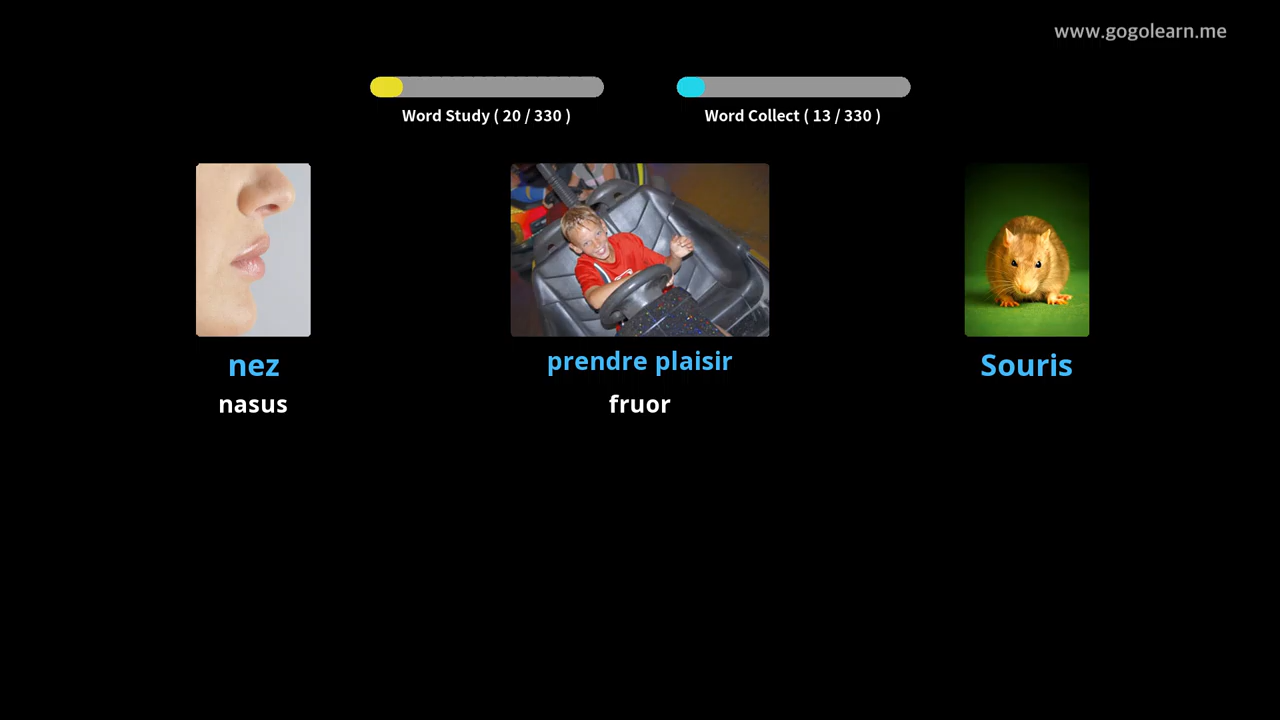 www.gogolearn.me
Word Study ( 20 / 330 )
Word Collect ( 13 / 330 )
nez
nasus
prendre plaisir
fruor
Souris